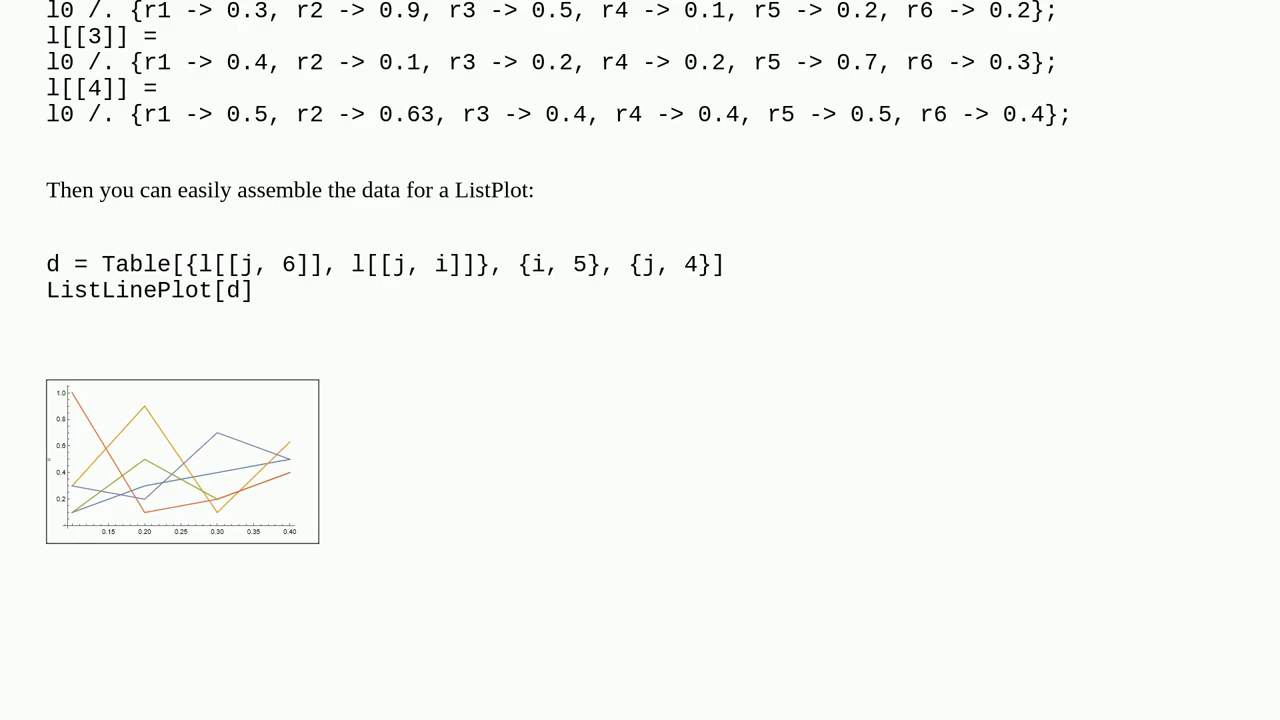 l0 /. {r1 -> 0.3, r2 -> 0.9, r3 -> 0.5, r4 -> 0.1, r5 -> 0.2, r6 -> 0.2};
l[[3]] =
l0 /. {r1 -> 0.4, r2 -> 0.1, r3 -> 0.2, r4 -> 0.2, r5 -> 0.7, r6 -> 0.3};
l[[4]] =
l0 /. {r1 -> 0.5, r2 -> 0.63, r3 -> 0.4, r4 -> 0.4, r5 -> 0.5, r6 -> 0.4};
Then you can easily assemble the data for a ListPlot:
d = Table[{l[[j, 6]], l[[j, i]]}, {i, 5}, {j, 4}]
ListLinePlot[d]
1.0
0.8
0.6
0.4
0.2
0.15 0.20 0.25 0.30 0.35 0.40